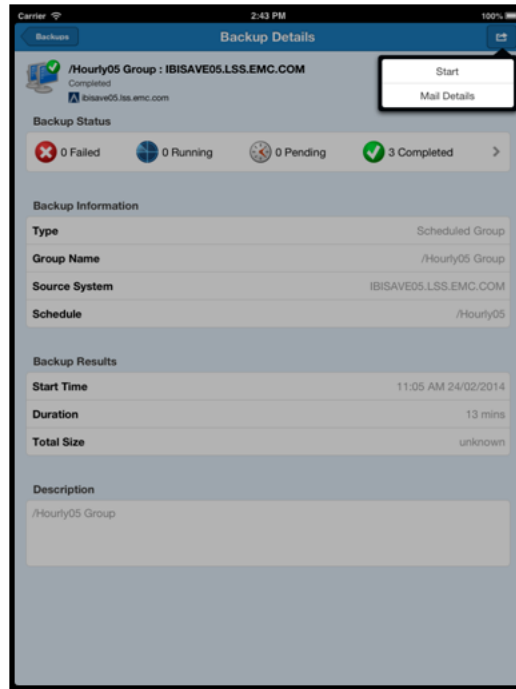 Carrier 2:43 PM 100%
Backups Backup Details
/Hourly05 Group : IBISAVE05.LSS.EMC.COM
Completed
ibisave05.lss.emc.com
Start
Mail Details
Backup Status
0 Failed 0 Running 0 Pending 3 Completed
Backup Information
Type Scheduled Group
Group Name /Hourly05 Group
Source System IBISAVE05.LSS.EMC.COM
Schedule /Hourly05
Backup Results
Start Time 11:05 AM 24/02/2014
Duration 13 mins
Total Size unknown
Description
/Hourly05 Group